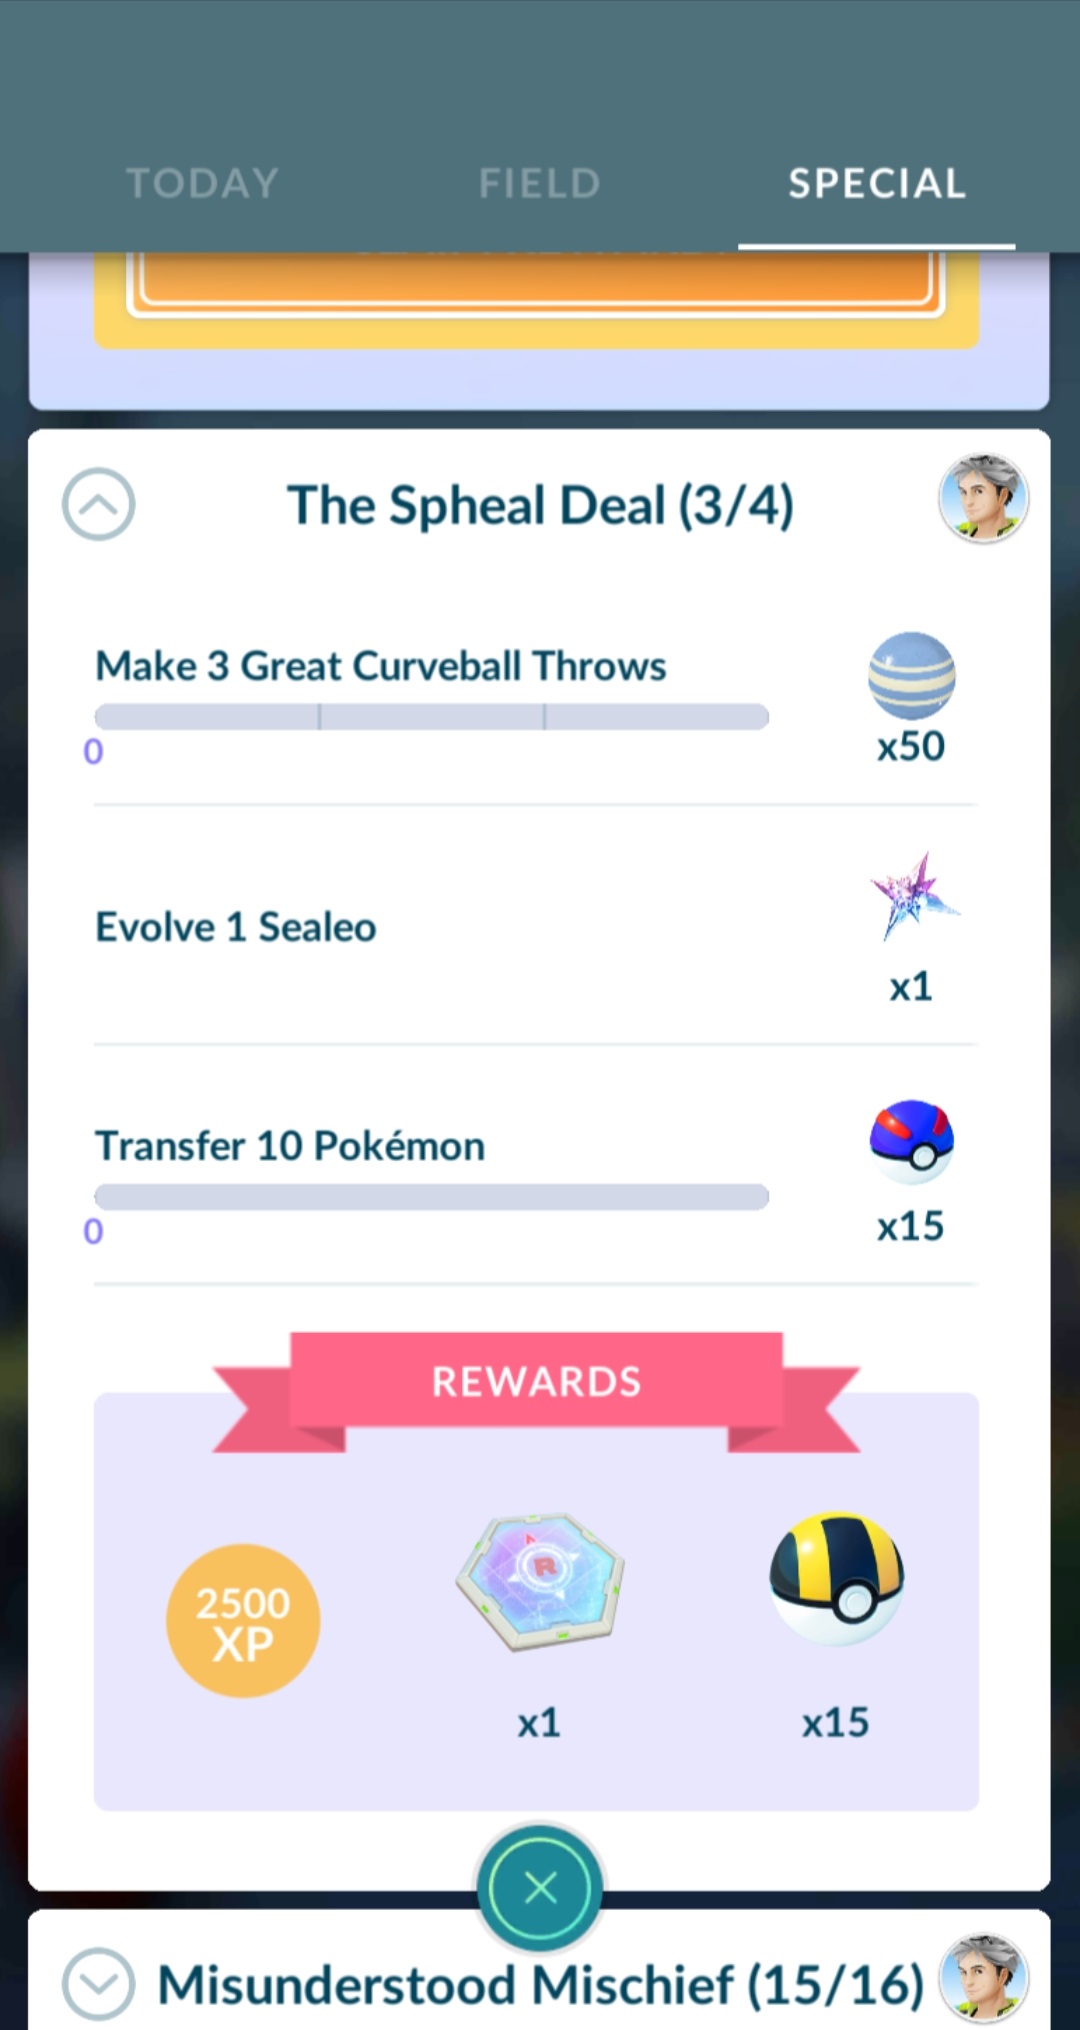 TODAY
FIELD
SPECIAL
The Spheal Deal (3/4)
Make 3 Great Curveball Throws
0
x50
Evolve 1 Sealeo
x1
Transfer 10 Pokémon
0
x15
REWARDS
2500
XP
R
x1
x15
Misunderstood Mischief (15/16)